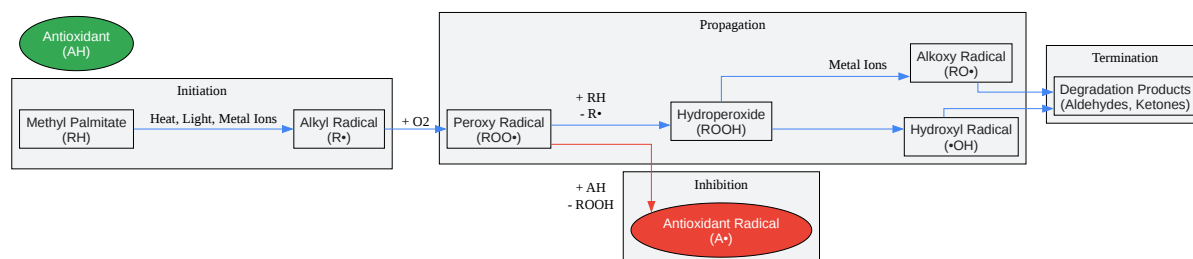 Antioxidant
(AH)
Initiation
Methyl Palmitate
(RH)
Heat, Light, Metal Ions
Alkyl Radical
(R•)
+ O2
Propagation
Peroxy Radical
(ROO•)
+ RH
- R•
Hydroperoxide
(ROOH)
Metal Ions
Alkoxy Radical
(RO•)
Hydroxyl Radical
(•OH)
Termination
Degradation Products
(Aldehydes, Ketones)
+ AH
- ROOH
Inhibition
Antioxidant Radical
(A•)